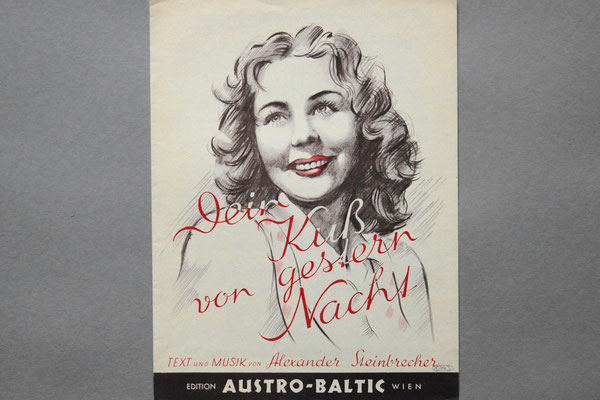 Dein
Kuß
von gestern
Nacht
TEXT UND MUSIK VON Alexander Steinbrecher
EDITION AUSTRO-BALTIC WIEN